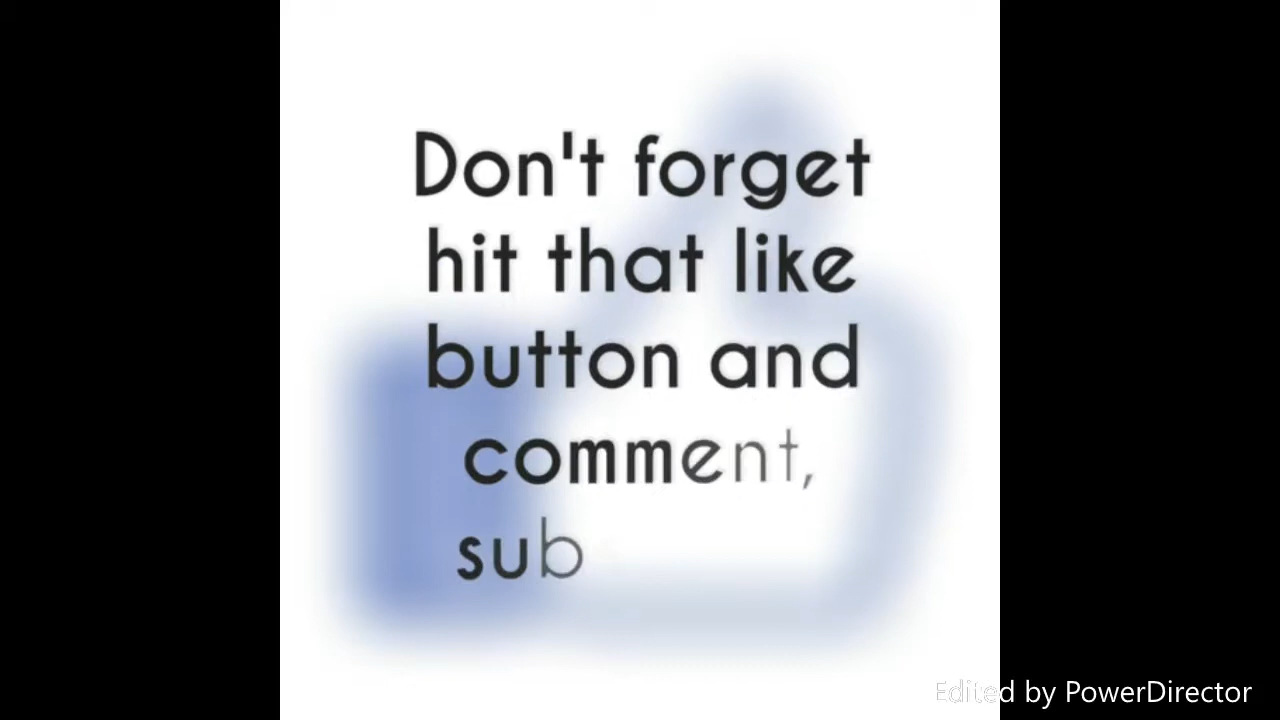 Don't forget
hit that like
button and
comment,
sub
Edited by PowerDirector